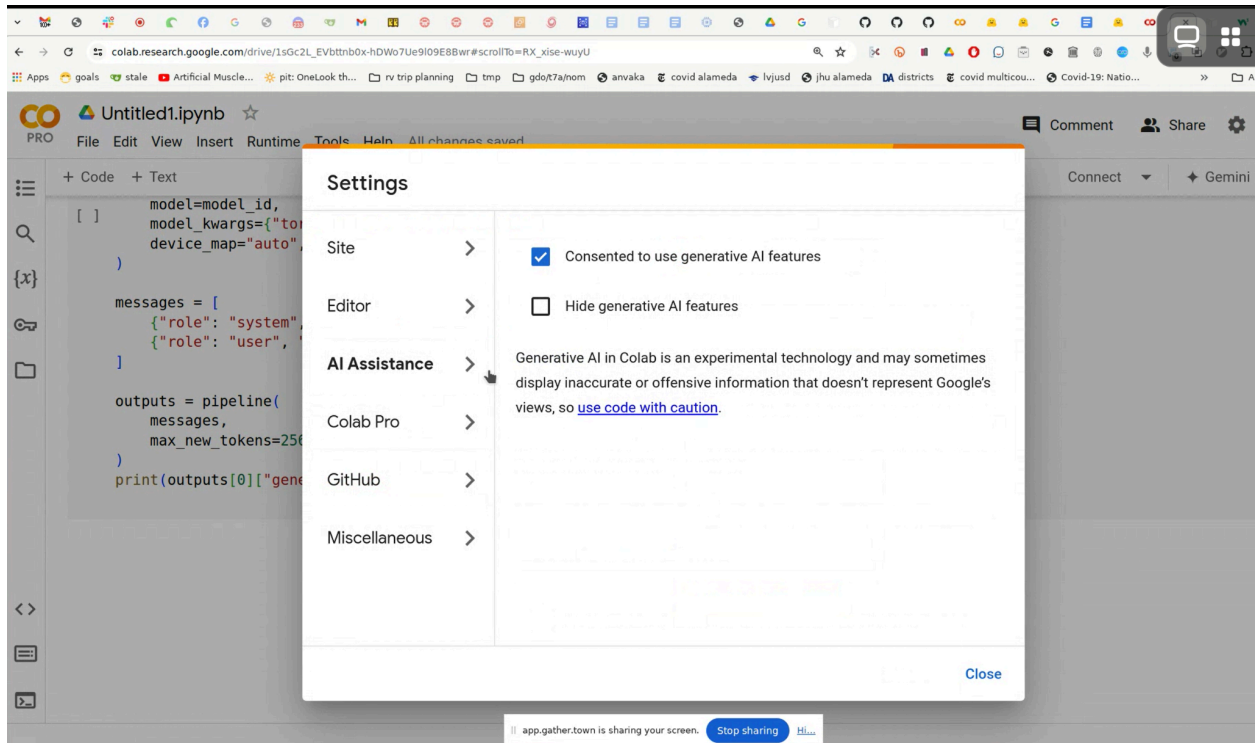 colab.research.google.com/drive/1sGc2L_EVbttnb0x-hDWo7Ue9l09E8Bwr#scrollTo=RX_xise-wuyU
Apps goals stale Artificial Muscle... pit: OneLook th... rv trip planning tmp gdo/t7a/nom anvaka covid alameda lvjusd jhu alameda DA districts covid multicou... Covid-19: Natio... »
CO Untitled1.ipynb
PRO File Edit View Insert Runtime Tools Help All changes saved
Comment Share
+ Code + Text
Connect Gemini
model=model_id,
[ ] model_kwargs={"tor
device_map="auto",
)
messages = [
{"role": "system",
{"role": "user", "
]
outputs = pipeline(
messages,
max_new_tokens=256
)
print(outputs[0]["gene
{x}
Settings
Site
Editor
AI Assistance
Colab Pro
GitHub
Miscellaneous
Consented to use generative AI features
Hide generative AI features
Generative AI in Colab is an experimental technology and may sometimes
display inaccurate or offensive information that doesn't represent Google's
views, so use code with caution.
Close
app.gather.town is sharing your screen. Stop sharing Hi...